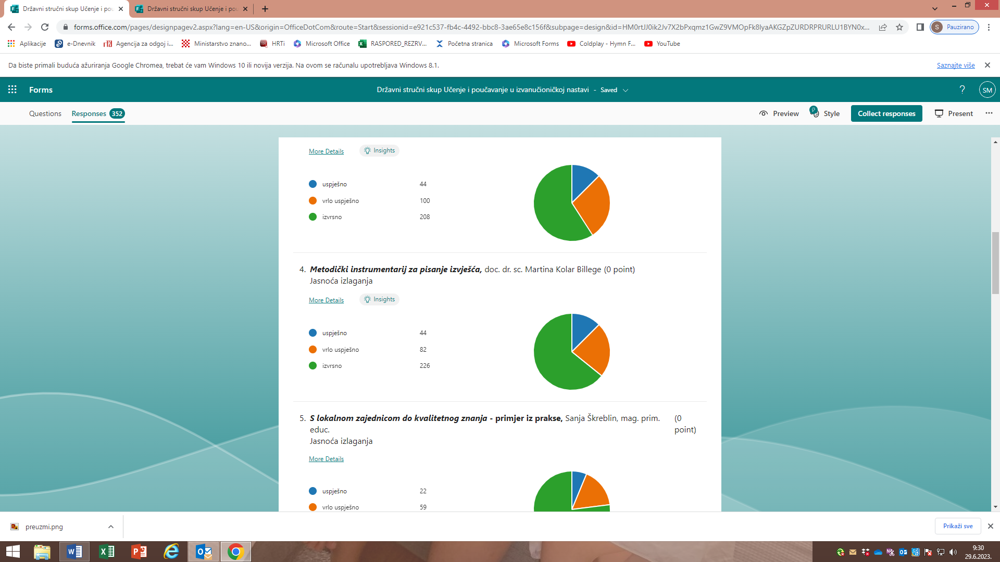 Državni stručni skup Učenje i pou
Državni stručni skup Učenje i pou
forms.office.com/pages/designpagev2.aspx?lang=en-US&origin=OfficeDotCom&route=Start&sessionid=e921c537-fb4c-4492-bbc8-3ae65e8c156f&subpage=design&id=HM0rtJJ0ik2Jv7X2bPxqmz1GwZ9VMOpFk8IyaAKGZpZURDRPRURLU1BYN0x...
S Pauzirano
Aplikacije e-Dnevnik Agencija za odgoj i... Ministarstvo znano... HRTi Microsoft Office RASPORED_REZRV... Početna stranica Microsoft Forms Coldplay - Hymn F... YouTube
Da biste primali buduća ažuriranja Google Chromea, trebat će vam Windows 10 ili novija verzija. Na ovom se računalu upotrebljava Windows 8.1. Saznajte više
Forms Državni stručni skup Učenje i poučavanje u izvanučioničkoj nastavi - Saved ? SM
Questions Responses 352 Preview Style Collect responses Present ...
More Details Insights
uspješno 44
vrlo uspješno 100
izvrsno 208
4. Metodički instrumentarij za pisanje izvješća, doc. dr. sc. Martina Kolar Billege (0 point)
Jasnoća izlaganja
More Details Insights
uspješno 44
vrlo uspješno 82
izvrsno 226
5. S lokalnom zajednicom do kvalitetnog znanja - primjer iz prakse, Sanja Škreblin, mag. prim. (0
educ. point)
Jasnoća izlaganja
More Details
uspješno 22
vrlo uspješno 59
preuzmi.png Prikaži sve
9:30
29.6.2023.